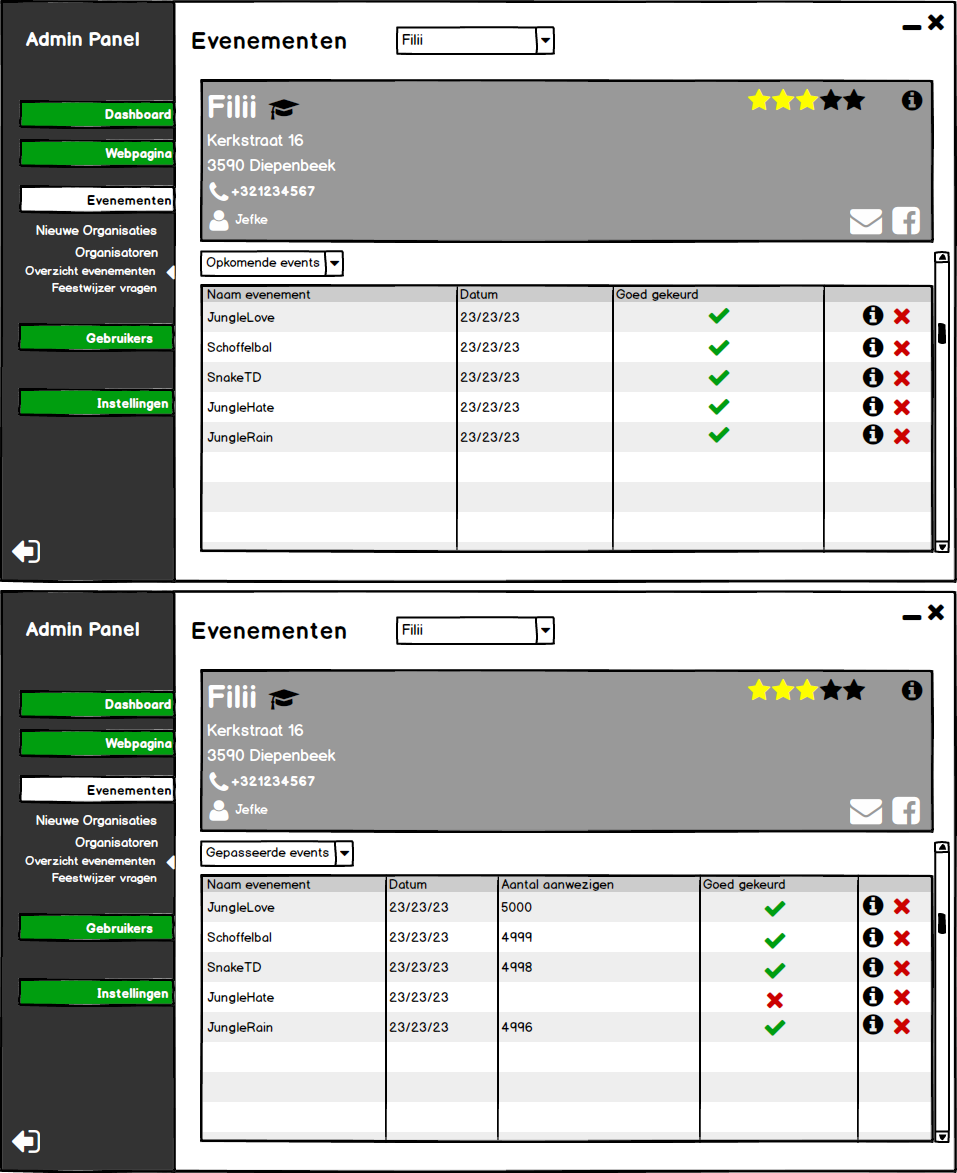 Admin Panel
Evenementen
Filii
Dashboard
Webpagina
Evenementen
Nieuwe Organisaties
Organisatoren
Overzicht evenementen
Feestwijzer vragen
Gebruikers
Instellingen
Filii
Kerkstraat 16
3590 Diepenbeek
+321234567
Jefke
Opkomende events
Naam evenement Datum Goed gekeurd
JungleLove 23/23/23
Schoffelbal 23/23/23
SnakeTD 23/23/23
JungleHate 23/23/23
JungleRain 23/23/23
Admin Panel
Evenementen
Filii
Dashboard
Webpagina
Evenementen
Nieuwe Organisaties
Organisatoren
Overzicht evenementen
Feestwijzer vragen
Gebruikers
Instellingen
Filii
Kerkstraat 16
3590 Diepenbeek
+321234567
Jefke
Gepasseerde events
Naam evenement Datum Aantal aanwezigen Goed gekeurd
JungleLove 23/23/23 5000
Schoffelbal 23/23/23 4999
SnakeTD 23/23/23 4998
JungleHate 23/23/23
JungleRain 23/23/23 4996